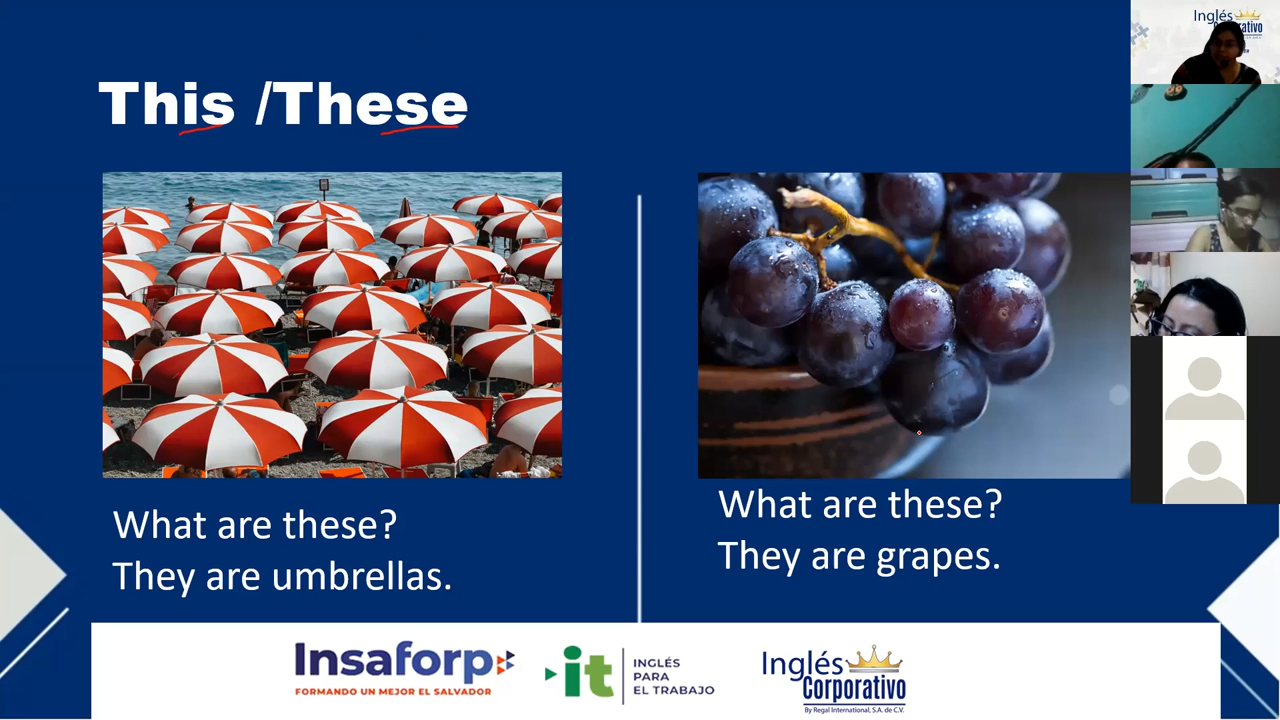 This /These
What are these?
They are umbrellas.
What are these?
They are grapes.
Insaforp
FORMANDO UN MEJOR EL SALVADOR
it
INGLÉS
PARA
EL TRABAJO
Inglés
Corporativo
By Regal International, S.A. de C.V.
Inglés